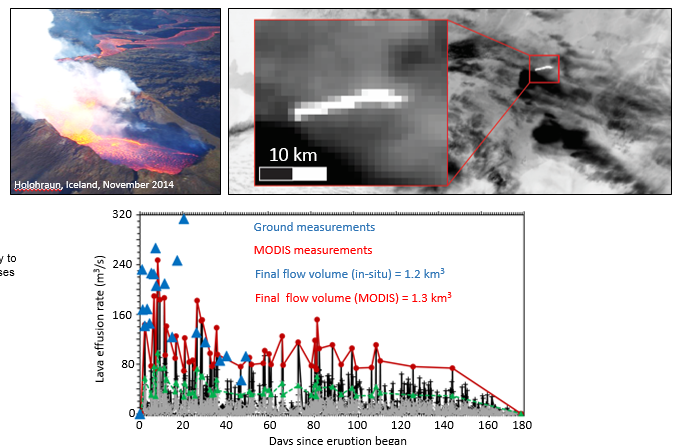 Holohraun, Iceland, November 2014
10 km
y to
ses
Lava effusion rate (m³/s)
320
240
160
80
0
Ground measurements
MODIS measurements
Final flow volume (in-situ) = 1.2 km³
Final flow volume (MODIS) = 1.3 km³
0 20 40 60 80 100 120 140 160 180
Days since eruption began